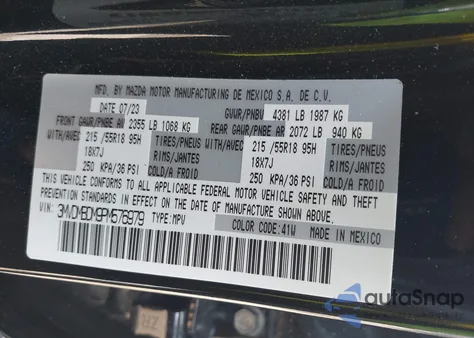 MFD. BY MAZDA MOTOR MANUFACTURING DE MEXICO S.A. DE C.V.
DATE 07/23 GVWR/PNBV 4381 LB 1987 KG
FRONT GAWR/PNBE AV 2355 LB 1068 KG REAR GAWR/PNBE AR 2072 LB 940 KG
WITH/AVEC 215 /55R18 95H TIRES/PNEUS WITH/AVEC 215 /55R18 95H TIRES/PNEUS
18X7J RIMS/JANTES 18X7J RIMS/JANTES
250 KPA/36 PSI COLD/A FROID 250 KPA/36 PSI COLD/A FROID
THIS VEHICLE CONFORMS TO ALL APPLICABLE FEDERAL MOTOR VEHICLE SAFETY AND THEFT
PREVENTION STANDARDS IN EFFECT ON THE DATE OF MANUFACTURE SHOWN ABOVE.
VIN: 3MVDMBDM9PM576979 TYPE: MPV
COLOR CODE: 41W MADE IN MEXICO
autoSnap